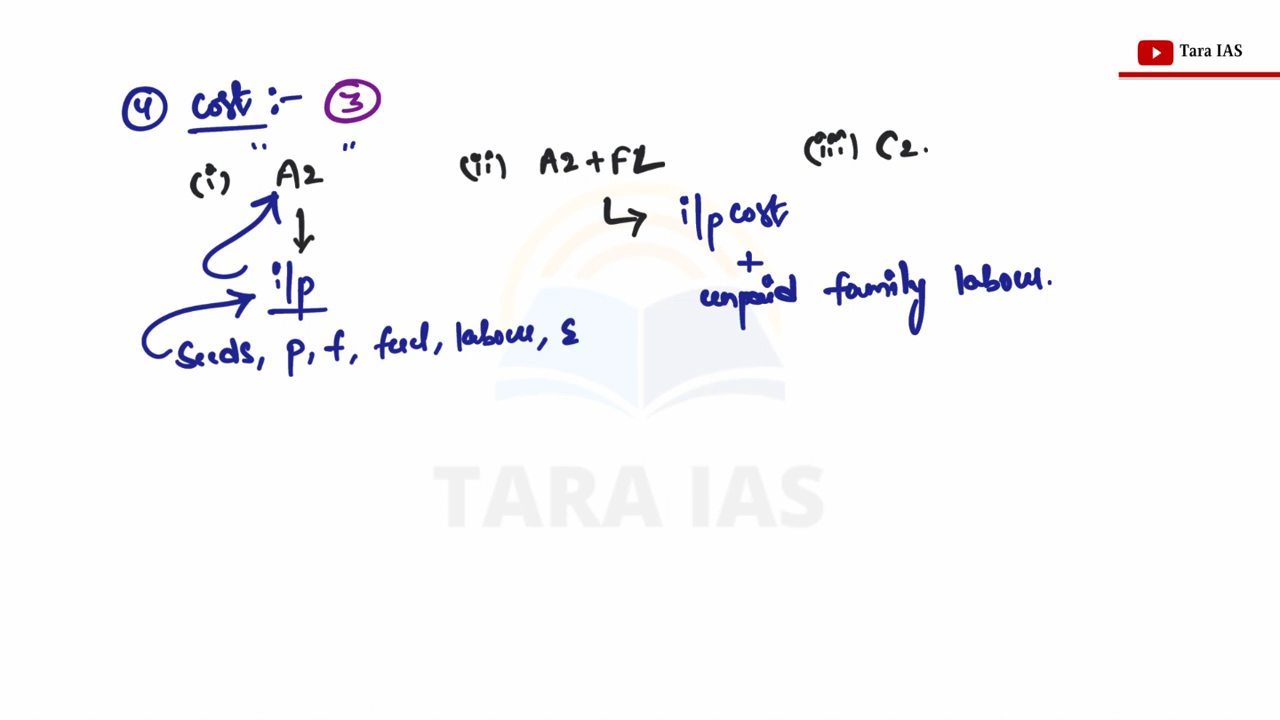 Tara IAS
④ cost :- ③
(i) "A2"
(ii) A2 + FL
(iii) C2.
i/p
i/p cost
+
unpaid family labour.
Seeds, p, f, fuel, labour, &
TARA IAS